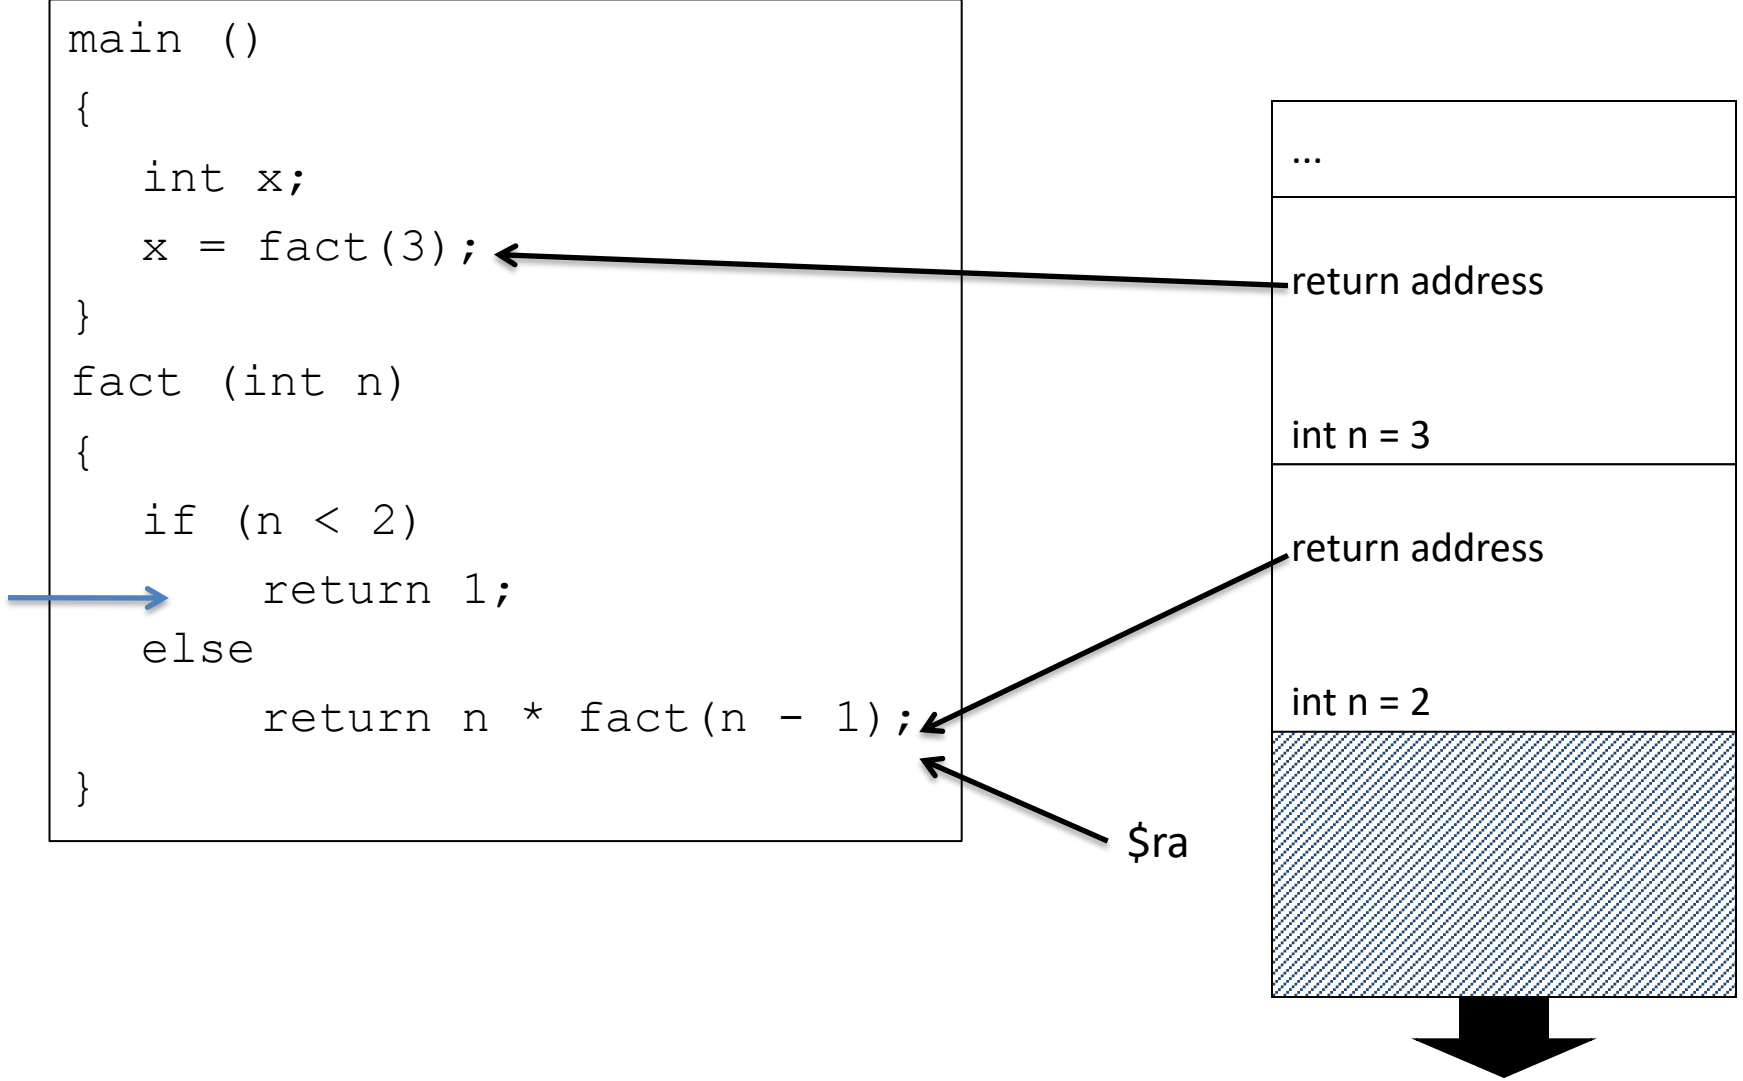 main ()
{
int x;
x = fact(3);
}
fact (int n)
{
if (n < 2)
return 1;
else
return n * fact(n - 1);
}
$ra
...
return address
int n = 3
return address
int n = 2